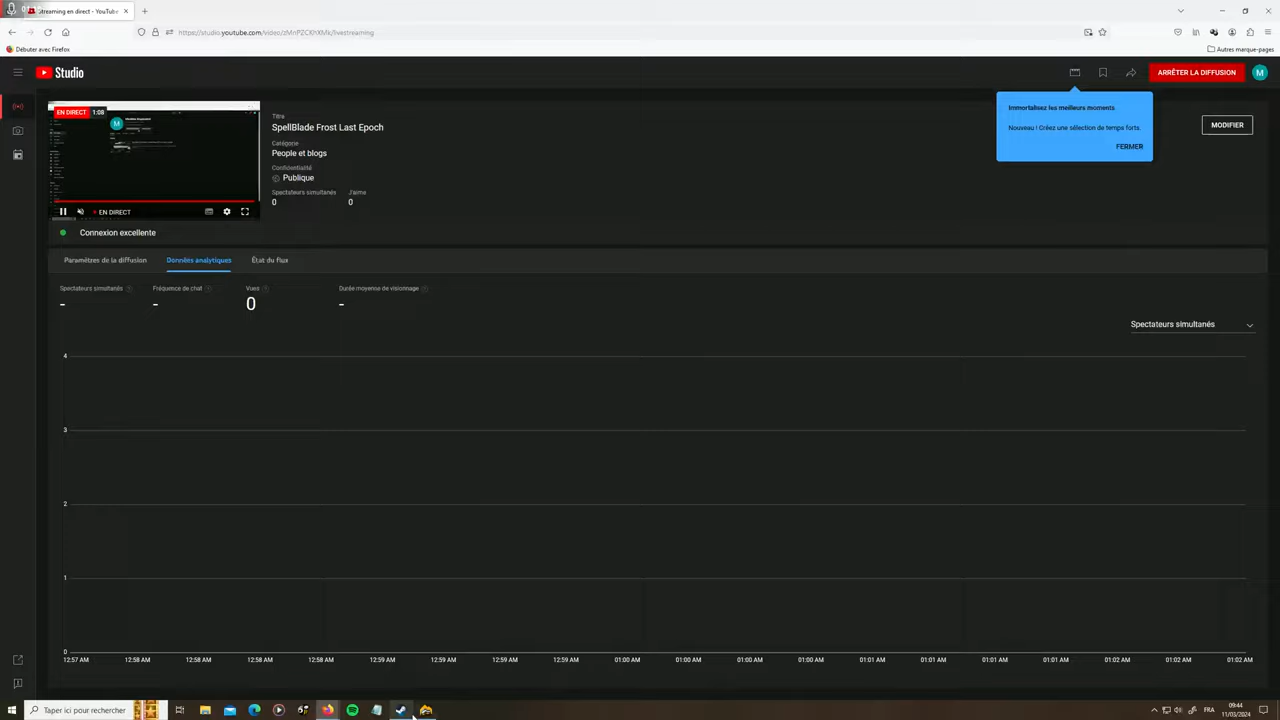 Streaming en direct - YouTube
https://studio.youtube.com/video/zMnPZCKhXMk/livestreaming
Débuter avec Firefox
Autres marque-pages
Studio
ARRÊTER LA DIFFUSION
M
EN DIRECT 1:08
EN DIRECT
Titre
SpellBlade Frost Last Epoch
Catégorie
People et blogs
Confidentialité
Publique
Spectateurs simultanés J'aime
0 0
Immortalisez les meilleurs moments
Nouveau ! Créez une sélection de temps forts.
FERMER
MODIFIER
Connexion excellente
Paramètres de la diffusion Données analytiques État du flux
Spectateurs simultanés Fréquence de chat Vues Durée moyenne de visionnage
- - 0 -
Spectateurs simultanés
4
3
2
1
0
12:57 AM 12:58 AM 12:58 AM 12:58 AM 12:58 AM 12:59 AM 12:59 AM 12:59 AM 12:59 AM 01:00 AM 01:00 AM 01:00 AM 01:00 AM 01:01 AM 01:01 AM 01:01 AM 01:01 AM 01:02 AM 01:02 AM 01:02 AM
Taper ici pour rechercher
FRA
09:44
11/03/2024